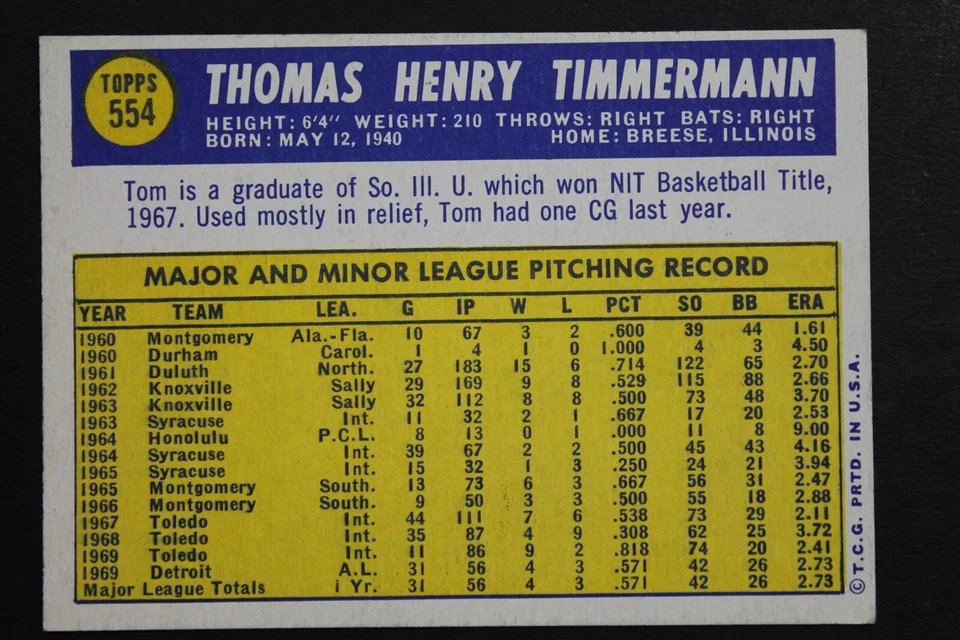 TOPPS
554
THOMAS HENRY TIMMERMANN
HEIGHT: 6'4" WEIGHT: 210 THROWS: RIGHT BATS: RIGHT
BORN: MAY 12, 1940 HOME: BREESE, ILLINOIS
Tom is a graduate of So. Ill. U. which won NIT Basketball Title,
1967. Used mostly in relief, Tom had one CG last year.
MAJOR AND MINOR LEAGUE PITCHING RECORD
YEAR TEAM LEA. G IP W L PCT SO BB ERA
1960 Montgomery Ala.-Fla. 10 67 3 2 .600 39 44 1.61
1960 Durham Carol. 1 4 1 0 1.000 4 3 4.50
1961 Duluth North. 27 183 15 6 .714 122 65 2.70
1962 Knoxville Sally 29 169 9 8 .529 115 88 2.66
1963 Knoxville Sally 32 112 8 8 .500 73 48 3.70
1963 Syracuse Int. 11 32 2 1 .667 17 20 2.53
1964 Honolulu P.C.L. 8 13 0 1 .000 11 8 9.00
1964 Syracuse Int. 39 67 2 2 .500 45 43 4.16
1965 Syracuse Int. 15 32 1 3 .250 24 21 3.94
1965 Montgomery South. 13 73 6 3 .667 56 31 2.47
1966 Montgomery South. 9 50 3 3 .500 55 18 2.88
1967 Toledo Int. 44 111 7 6 .538 73 29 2.11
1968 Toledo Int. 35 87 4 9 .308 62 25 3.72
1969 Toledo Int. 11 86 9 2 .818 74 20 2.41
1969 Detroit A.L. 31 56 4 3 .571 42 26 2.73
Major League Totals 1 Yr. 31 56 4 3 .571 42 26 2.73
© T.C.G. PRTD. IN U.S.A.